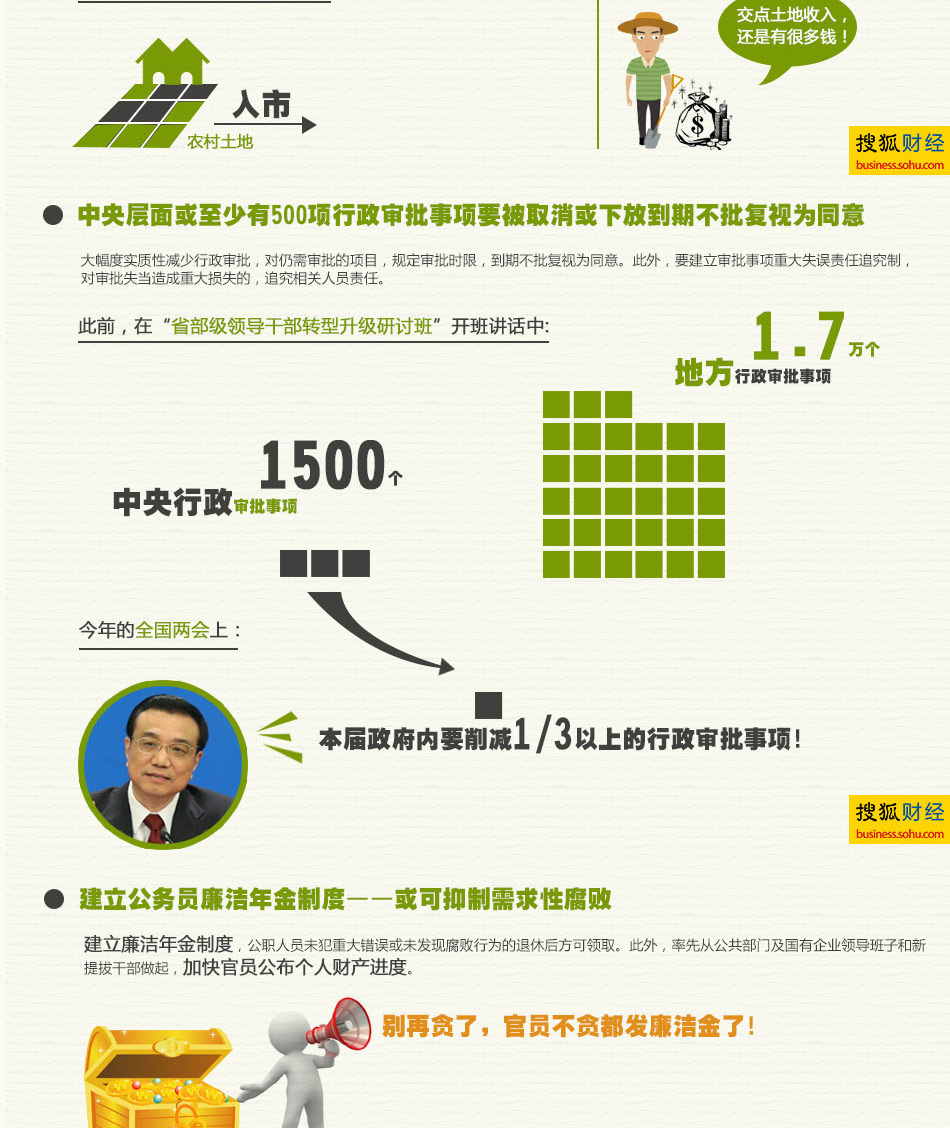 交点土地收入，
还是有很多钱！
入市
农村土地
搜狐财经
business.sohu.com
中央层面或至少有500项行政审批事项要被取消或下放到期不批复视为同意
大幅度实质性减少行政审批，对仍需审批的项目，规定审批时限，到期不批复视为同意。此外，要建立审批事项重大失误责任追究制，
对审批失当造成重大损失的，追究相关人员责任。
此前，在“省部级领导干部转型升级研讨班”开班讲话中:
1.7万个
地方行政审批事项
1500个
中央行政审批事项
今年的全国两会上：
本届政府内要削减1/3以上的行政审批事项!
搜狐财经
business.sohu.com
建立公务员廉洁年金制度——或可抑制需求性腐败
建立廉洁年金制度，公职人员未犯重大错误或未发现腐败行为的退休后方可领取。此外，率先从公共部门及国有企业领导班子和新
提拔干部做起，加快官员公布个人财产进度。
别再贪了，官员不贪都发廉洁金了!